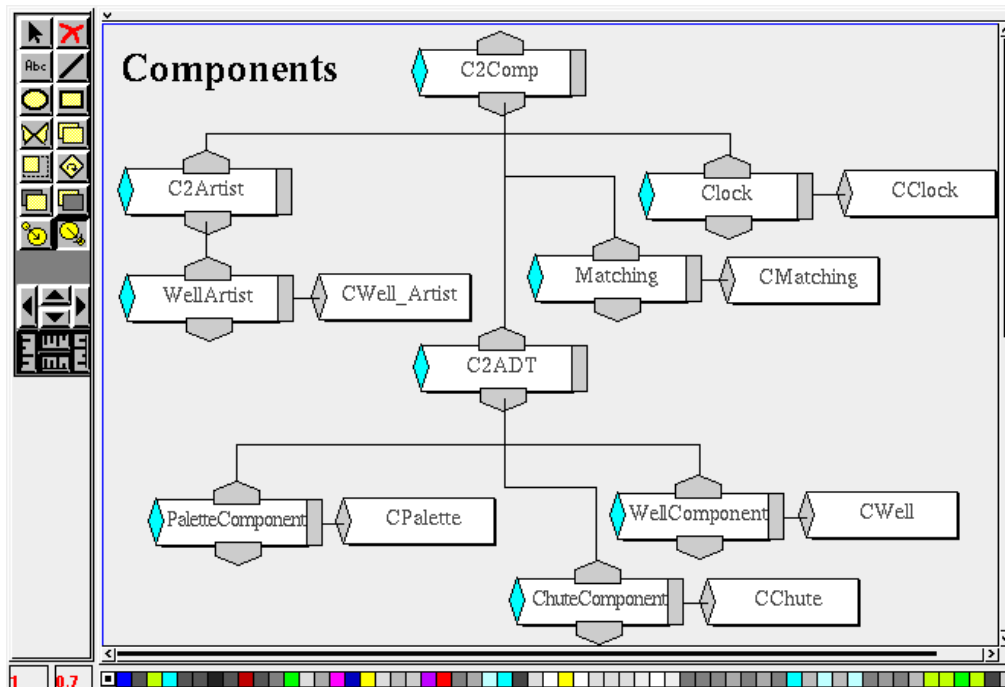 Components
C2Comp
Abc
C2Artist
Clock
CClock
WellArtist
CWell_Artist
Matching
CMatching
C2ADT
PaletteComponent
CPalette
WellComponent
CWell
ChuteComponent
CChute
1
0.7